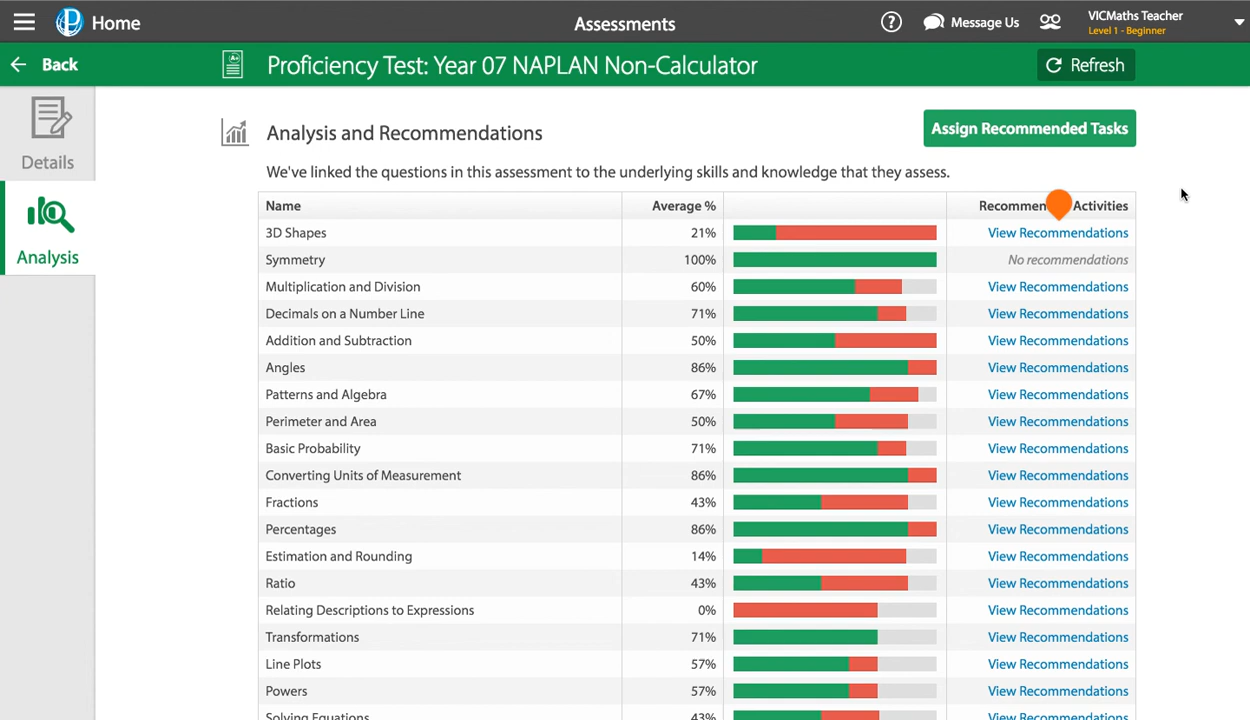 Home
Assessments
Message Us
VICMaths Teacher
Level 1 - Beginner
Back
Proficiency Test: Year 07 NAPLAN Non-Calculator
Refresh
Details
Analysis
Analysis and Recommendations
Assign Recommended Tasks
We've linked the questions in this assessment to the underlying skills and knowledge that they assess.
Name Average % Recommen Activities
3D Shapes 21% View Recommendations
Symmetry 100% No recommendations
Multiplication and Division 60% View Recommendations
Decimals on a Number Line 71% View Recommendations
Addition and Subtraction 50% View Recommendations
Angles 86% View Recommendations
Patterns and Algebra 67% View Recommendations
Perimeter and Area 50% View Recommendations
Basic Probability 71% View Recommendations
Converting Units of Measurement 86% View Recommendations
Fractions 43% View Recommendations
Percentages 86% View Recommendations
Estimation and Rounding 14% View Recommendations
Ratio 43% View Recommendations
Relating Descriptions to Expressions 0% View Recommendations
Transformations 71% View Recommendations
Line Plots 57% View Recommendations
Powers 57% View Recommendations
Solving Equations 43% View Recommendations